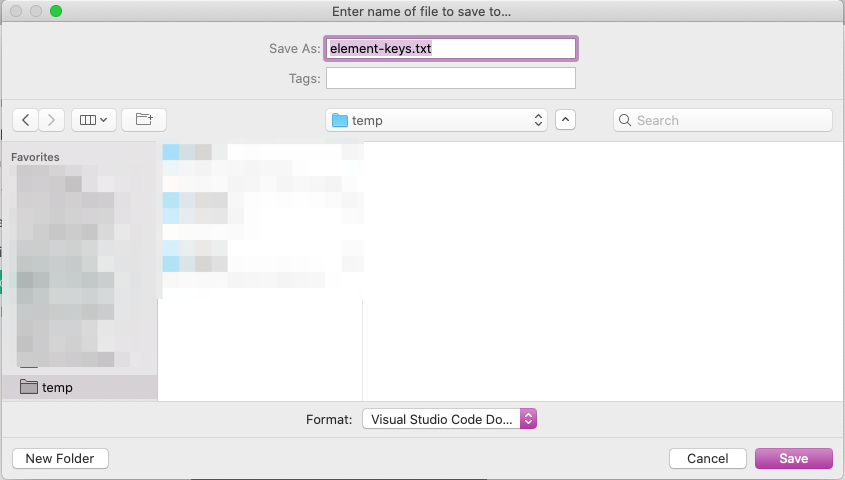 Enter name of file to save to...
Save As: element-keys.txt
Tags:
temp
Search
Favorites
temp
Format: Visual Studio Code Do...
New Folder
Cancel
Save